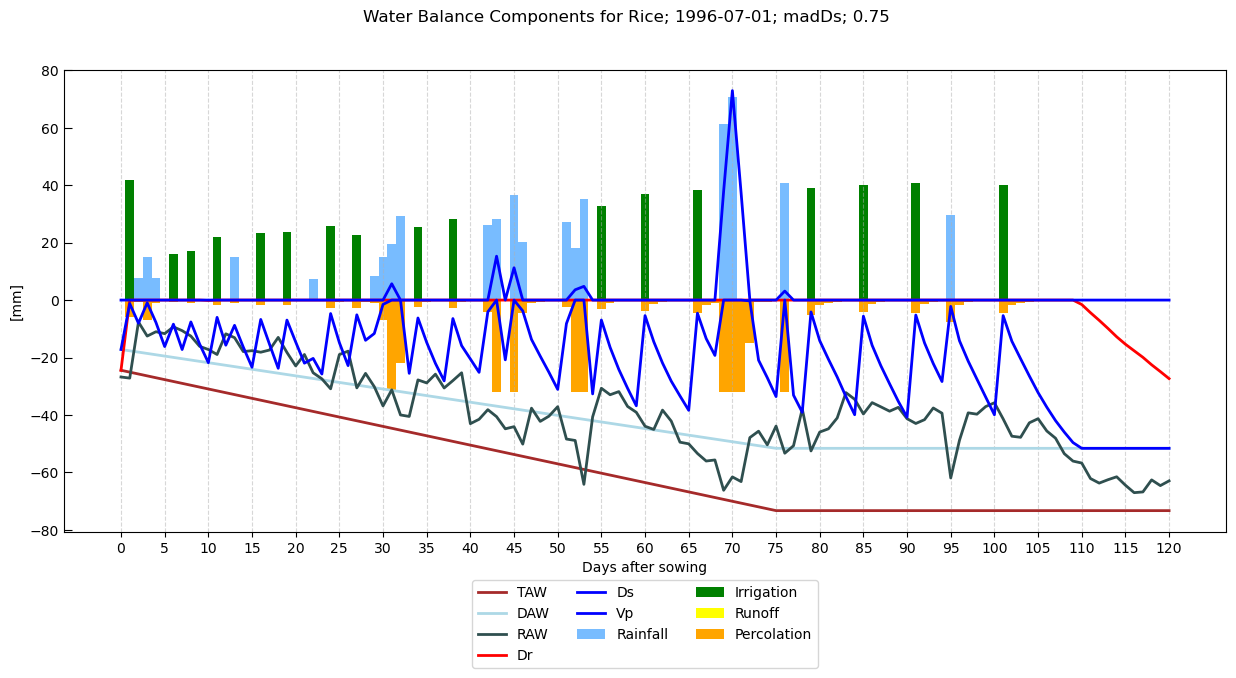 Water Balance Components for Rice; 1996-07-01; madDs; 0.75
80
60
40
20
0
−20
−40
−60
−80
[mm]
0 5 10 15 20 25 30 35 40 45 50 55 60 65 70 75 80 85 90 95 100 105 110 115 120
Days after sowing
TAW Ds Irrigation
DAW Vp Runoff
RAW Rainfall Percolation
Dr